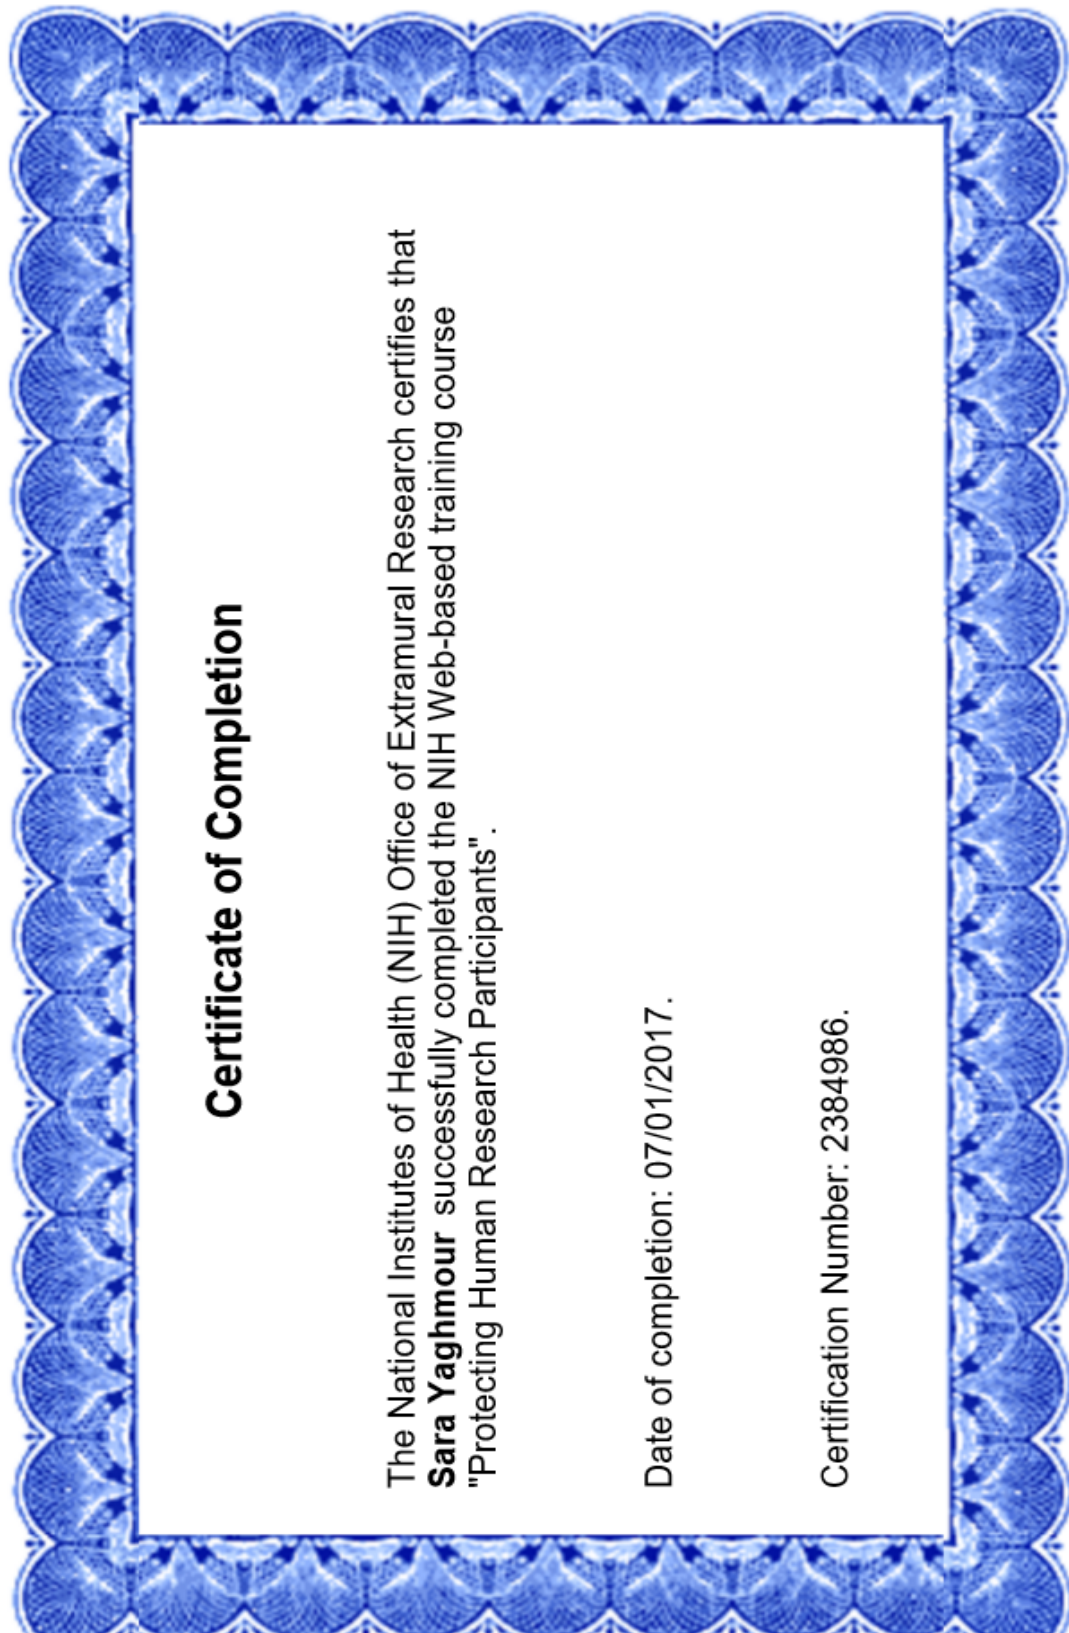 Certificate of Completion
The National Institutes of Health (NIH) Office of Extramural Research certifies that
Sara Yaghmour successfully completed the NIH Web-based training course
"Protecting Human Research Participants".
Date of completion: 07/01/2017.
Certification Number: 2384986.